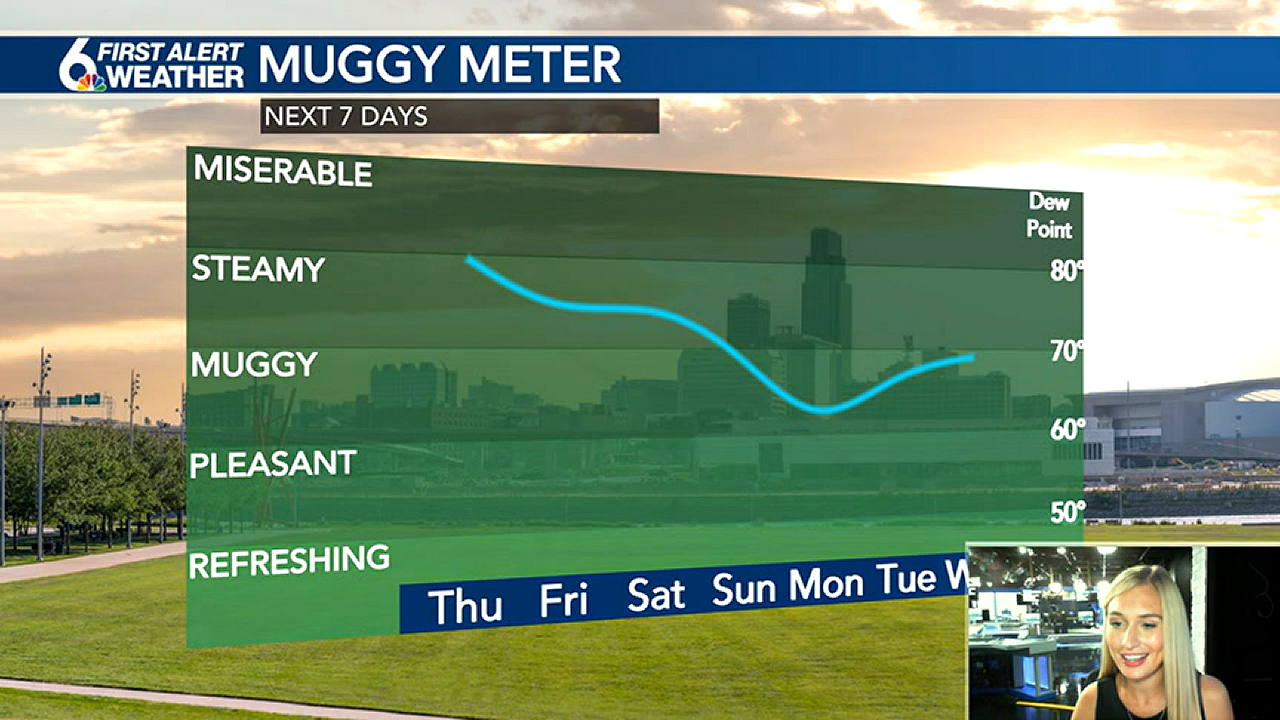 6 FIRST ALERT
WEATHER
MUGGY METER
NEXT 7 DAYS
MISERABLE
Dew
Point
STEAMY
80°
MUGGY
70°
60°
PLEASANT
50°
REFRESHING
Thu Fri Sat Sun Mon Tue W